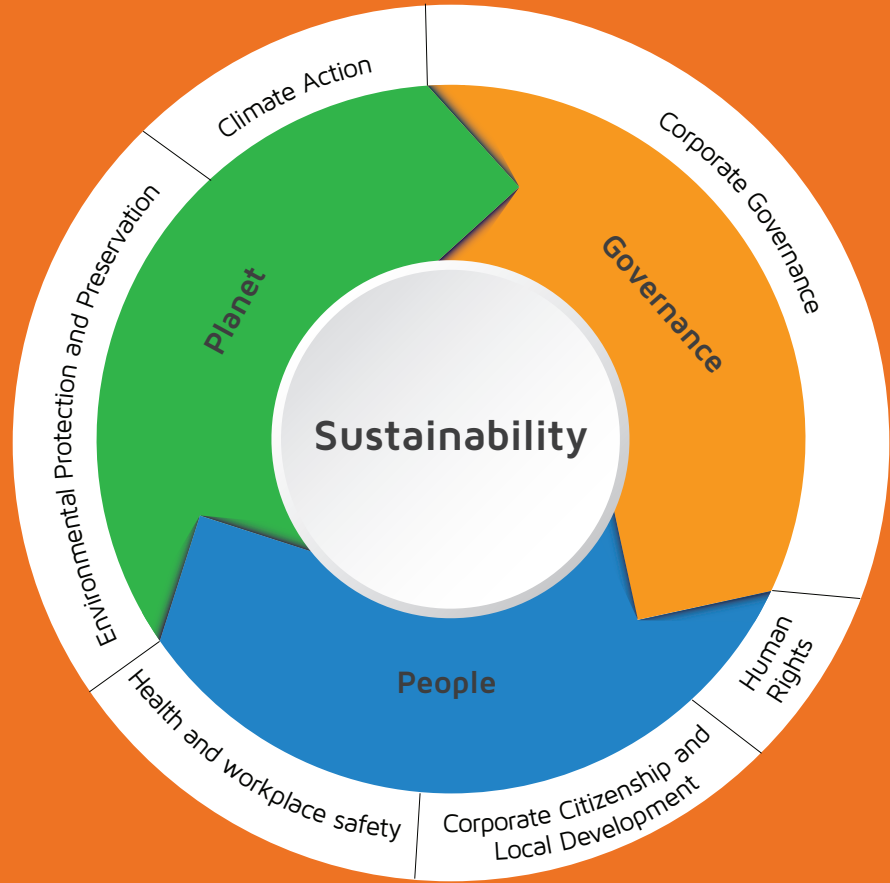 Sustainability
Planet
Governance
People
Climate Action
Corporate Governance
Human
Rights
Corporate Citizenship and
Local Development
Health and workplace safety
Environmental Protection and Preservation